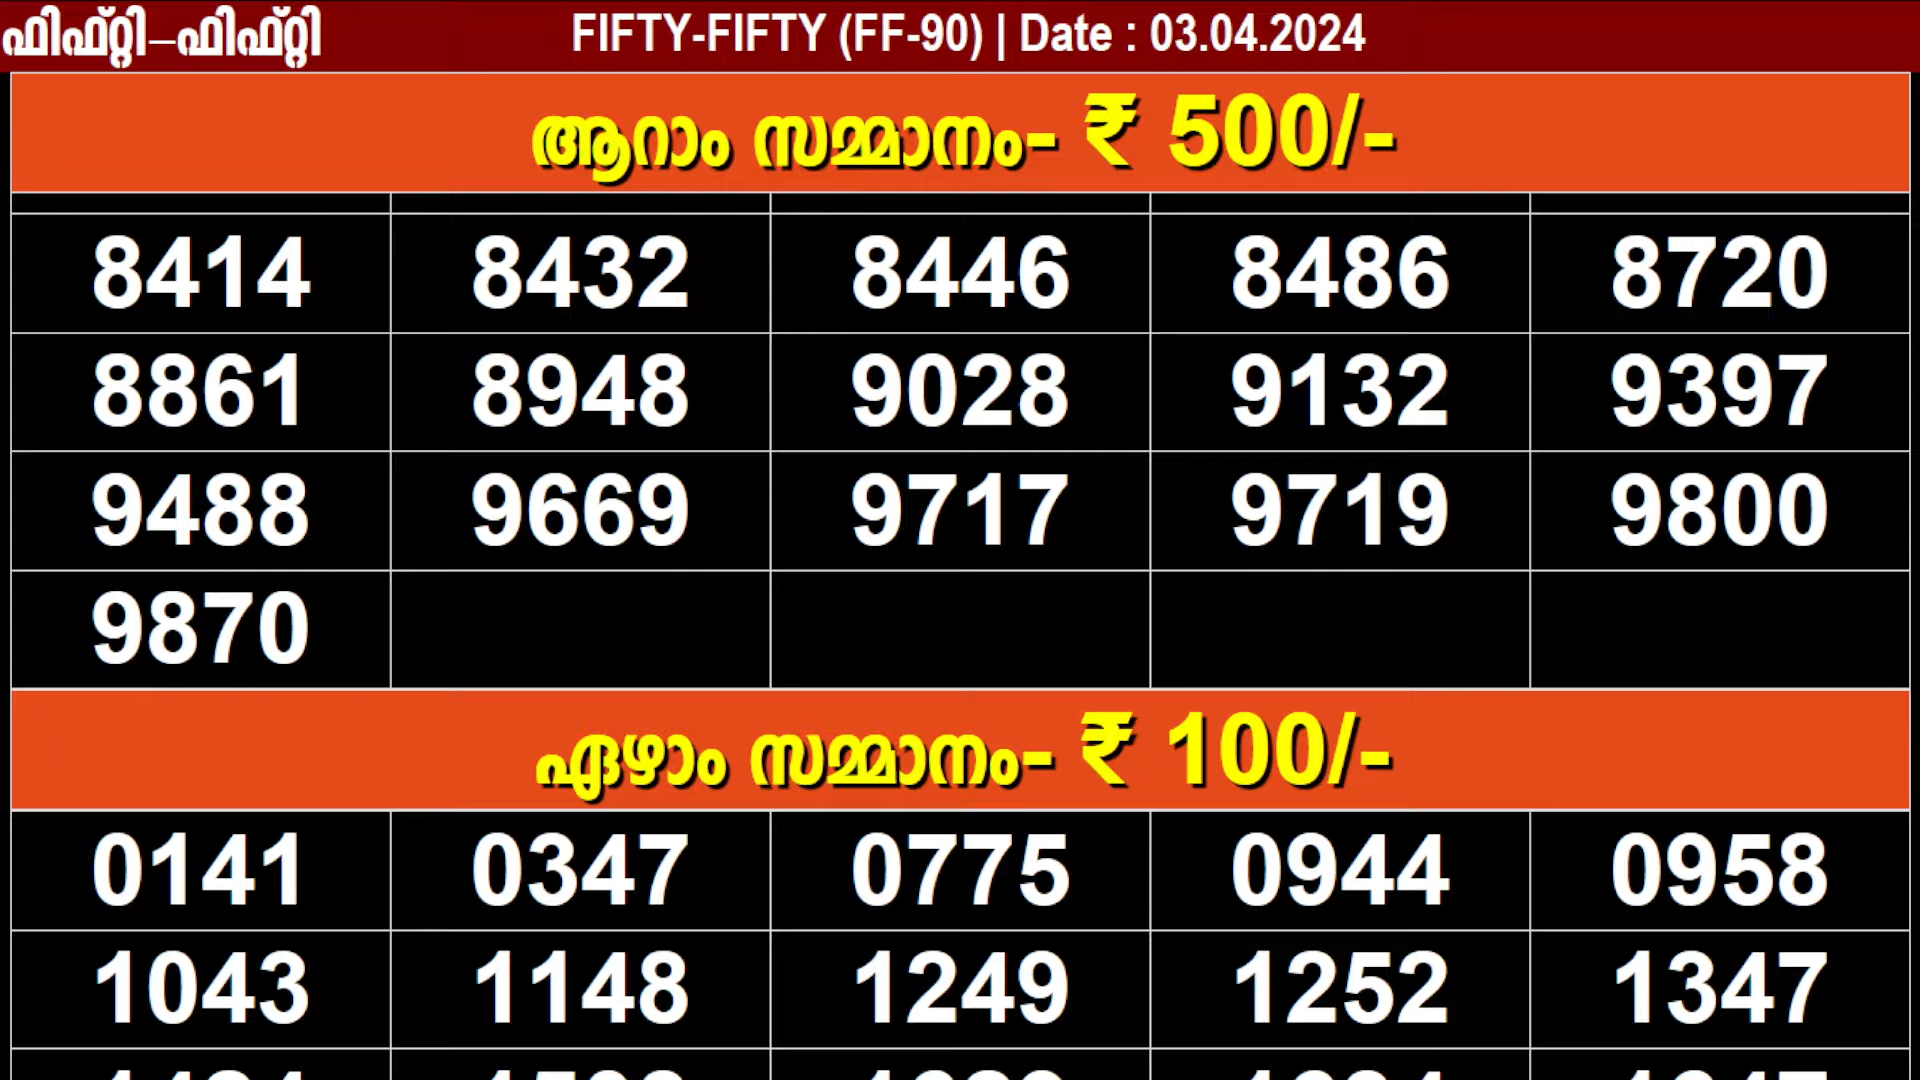 ഫിഫ്റ്റി–ഫിഫ്റ്റി FIFTY-FIFTY (FF-90) | Date : 03.04.2024
ആറാം സമ്മാനം- ₹ 500/-
8414 8432 8446 8486 8720
8861 8948 9028 9132 9397
9488 9669 9717 9719 9800
9870
ഏഴാം സമ്മാനം- ₹ 100/-
0141 0347 0775 0944 0958
1043 1148 1249 1252 1347